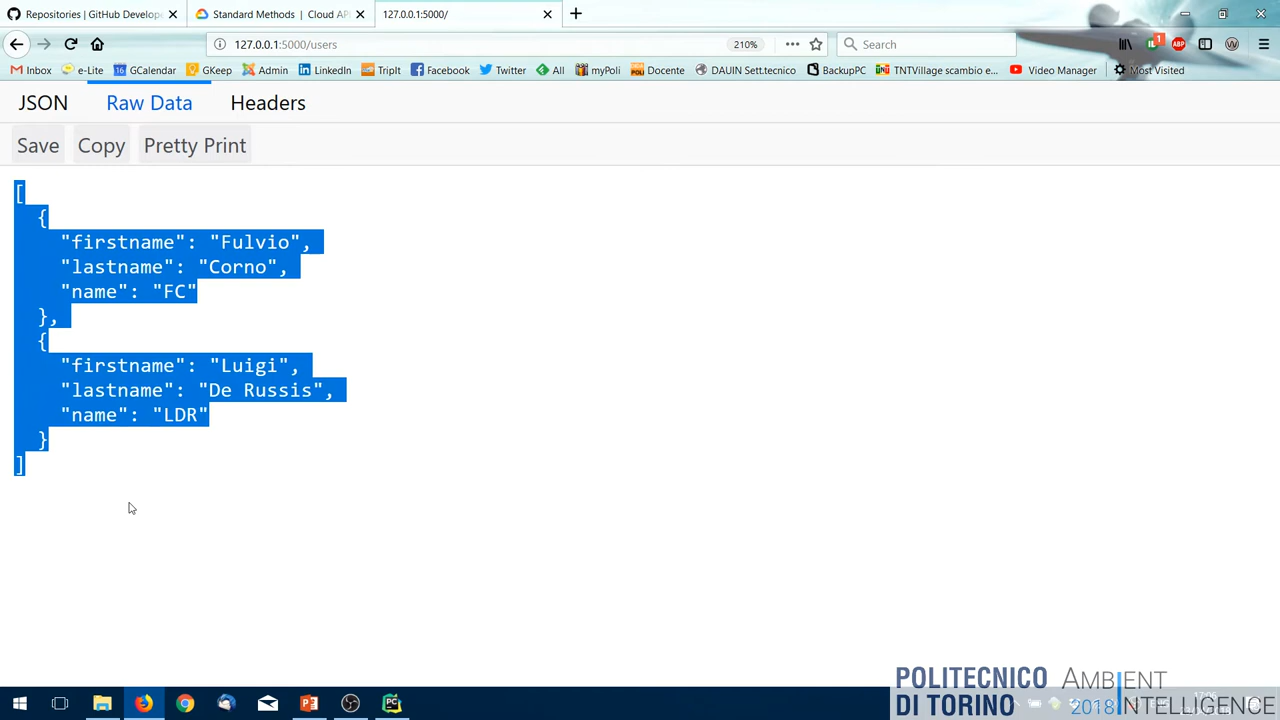 Repositories | GitHub Develop
Standard Methods | Cloud AP
127.0.0.1:5000/
127.0.0.1:5000/users
210%
Search
Inbox
e-Lite
GCalendar
GKeep
Admin
LinkedIn
TripIt
Facebook
Twitter
All
myPoli
Docente
DAUIN Sett.tecnico
BackupPC
TNTVillage scambio e...
Video Manager
Most Visited
JSON
Raw Data
Headers
Save
Copy
Pretty Print
[
{
"firstname": "Fulvio",
"lastname": "Corno",
"name": "FC"
},
{
"firstname": "Luigi",
"lastname": "De Russis",
"name": "LDR"
}
]
POLITECNICO
DI TORINO
AMBIENT
2018 INTELLIGENCE